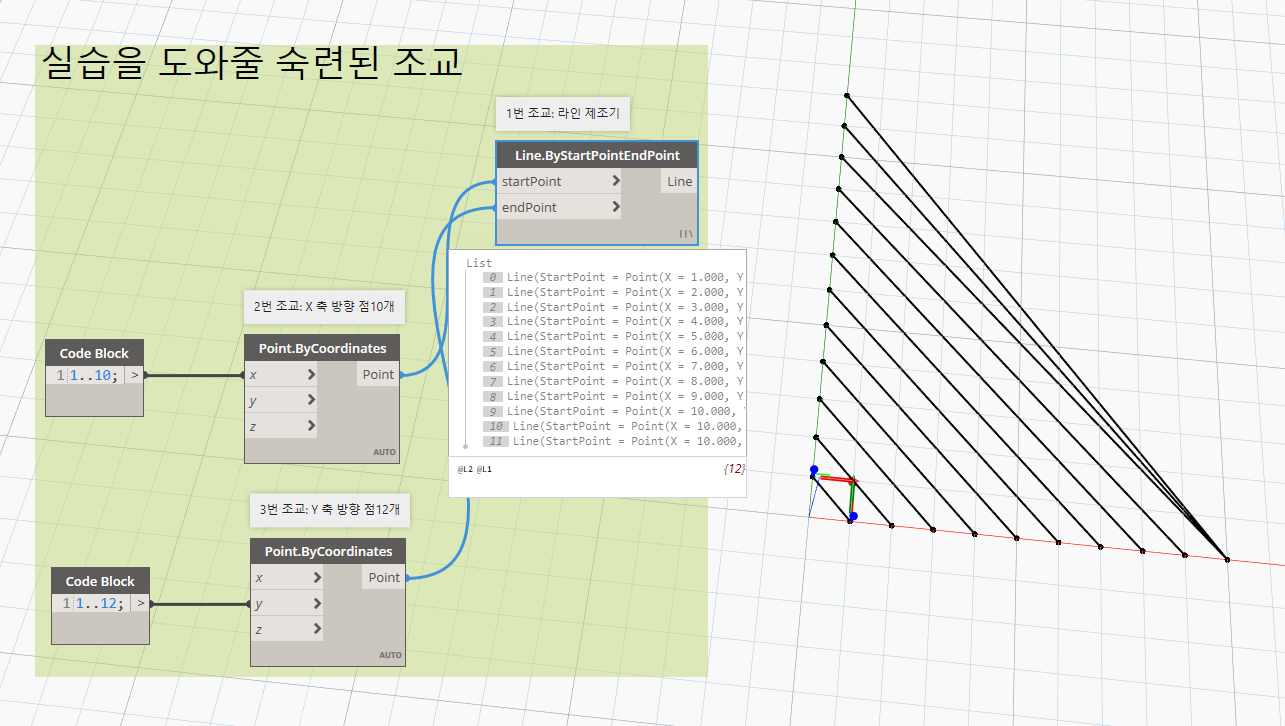 실습을 도와줄 숙련된 조교
1번 조교: 라인 제조기
Line.ByStartPointEndPoint
startPoint > Line
endPoint >
List
0 Line(StartPoint = Point(X = 1.000, Y
1 Line(StartPoint = Point(X = 2.000, Y
2 Line(StartPoint = Point(X = 3.000, Y
3 Line(StartPoint = Point(X = 4.000, Y
4 Line(StartPoint = Point(X = 5.000, Y
5 Line(StartPoint = Point(X = 6.000, Y
6 Line(StartPoint = Point(X = 7.000, Y
7 Line(StartPoint = Point(X = 8.000, Y
8 Line(StartPoint = Point(X = 9.000, Y
9 Line(StartPoint = Point(X = 10.000,
10 Line(StartPoint = Point(X = 10.000,
11 Line(StartPoint = Point(X = 10.000,
@L2 @L1 {12}
2번 조교: X 축 방향 점10개
Code Block
1 1..10; >
Point.ByCoordinates
x > Point
y >
z >
AUTO
3번 조교: Y 축 방향 점12개
Code Block
1 1..12; >
Point.ByCoordinates
x > Point
y >
z >
AUTO